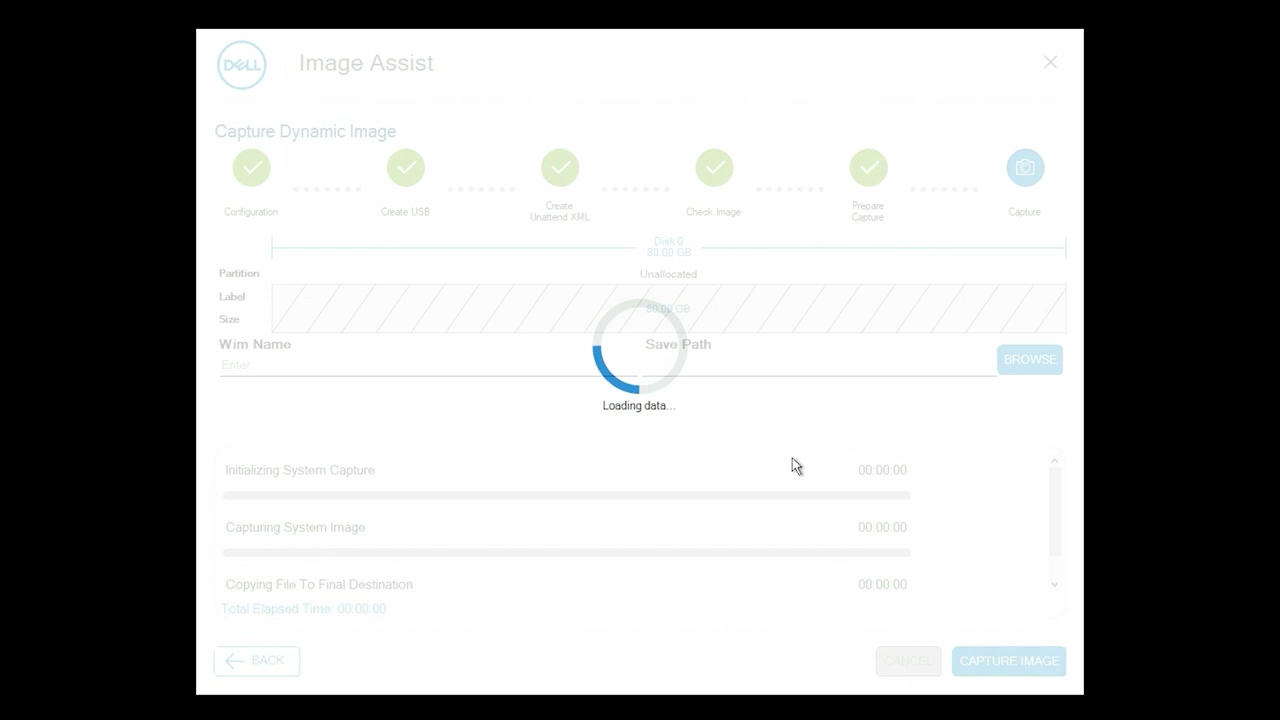 DELL
Image Assist
Capture Dynamic Image
Configuration
Create USB
Create
Unattend XML
Check Image
Prepare
Capture
Capture
Disk 0
80.00 GB
Partition
Unallocated
Label
80.00 GB
Size
Wim Name
Save Path
Enter
BROWSE
Loading data...
Initializing System Capture
00:00:00
Capturing System Image
00:00:00
Copying File To Final Destination
00:00:00
Total Elapsed Time: 00:00:00
BACK
CANCEL
CAPTURE IMAGE